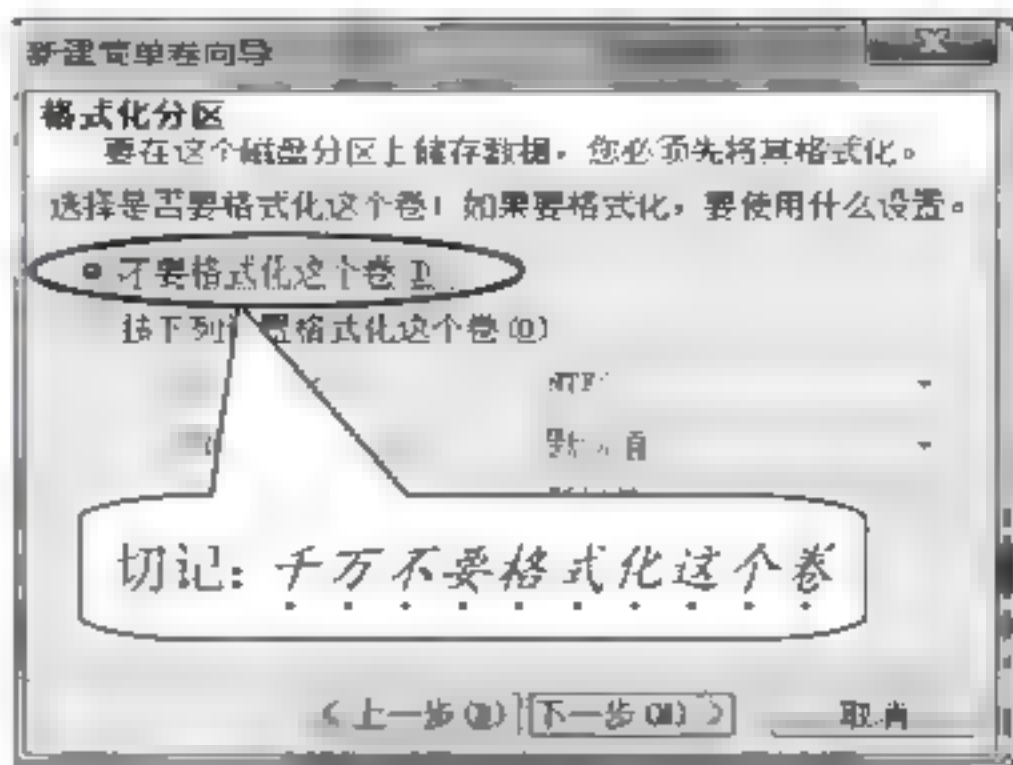 新建简单卷向导
格式化分区
要在这个磁盘分区上储存数据，您必须先将其格式化。
选择是否要格式化这个卷；如果要格式化，要使用什么设置。
不要格式化这个卷(D)
按下列 置格式化这个卷(O)
NTFS
默认值
切记：千万不要格式化这个卷
< 上一步(B) 下一步(N) > 取消